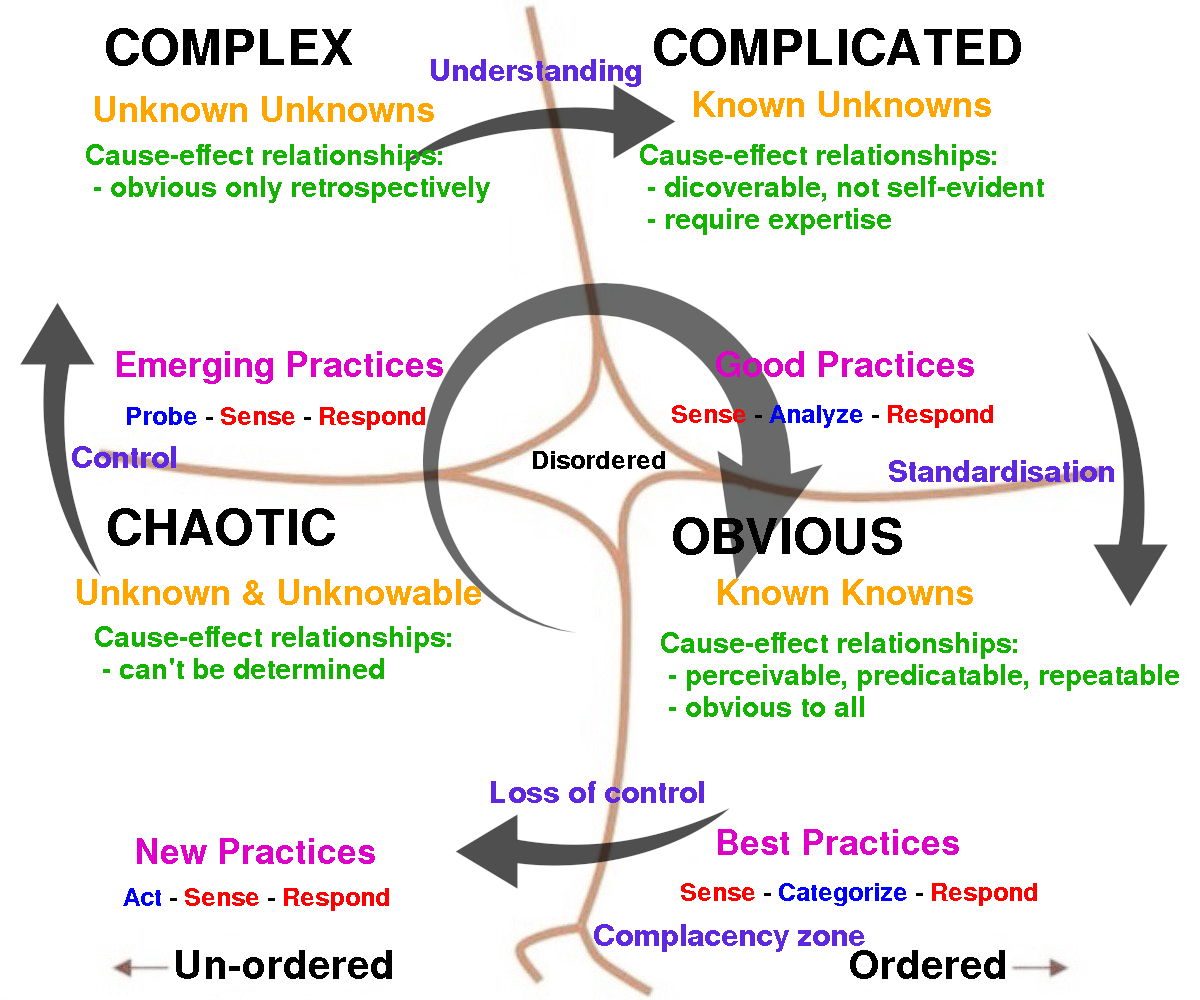 COMPLEX
Unknown Unknowns
Cause-effect relationships:
- obvious only retrospectively
Understanding
COMPLICATED
Known Unknowns
Cause-effect relationships:
- dicoverable, not self-evident
- require expertise
Emerging Practices
Probe - Sense - Respond
Control
Good Practices
Sense - Analyze - Respond
Disordered
Standardisation
CHAOTIC
Unknown & Unknowable
Cause-effect relationships:
- can't be determined
OBVIOUS
Known Knowns
Cause-effect relationships:
- perceivable, predicatable, repeatable
- obvious to all
Loss of control
New Practices
Act - Sense - Respond
Best Practices
Sense - Categorize - Respond
Complacency zone
Un-ordered
Ordered